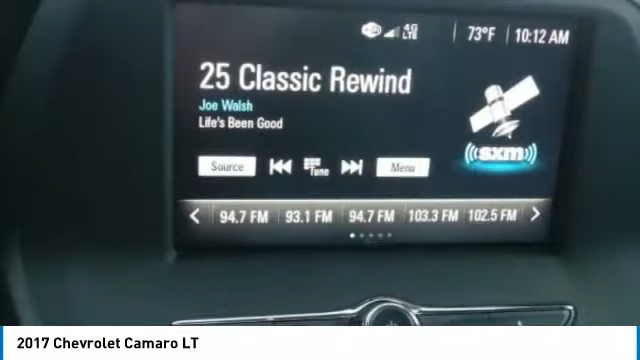 4G
LTE
73°F
10:12 AM
25 Classic Rewind
Joe Walsh
Life's Been Good
sxm
Source
Tune
Menu
94.7 FM
93.1 FM
94.7 FM
103.3 FM
102.5 FM
2017 Chevrolet Camaro LT